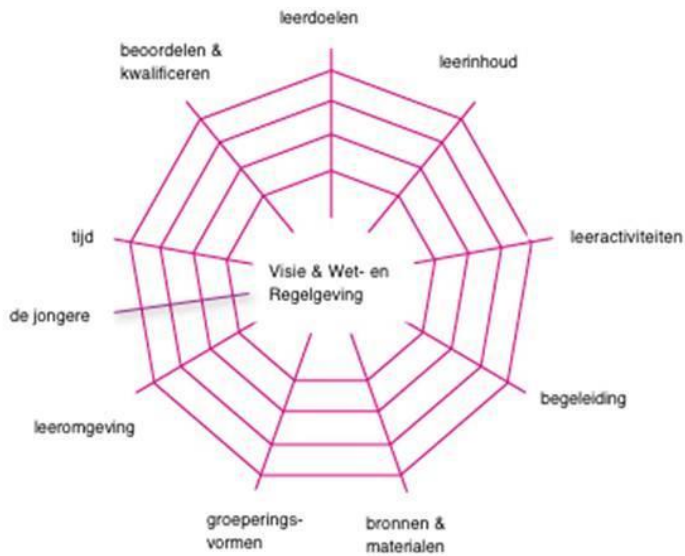 leerdoelen
beoordelen &
kwalificeren
leerinhoud
tijd
leeractiviteiten
Visie & Wet- en
Regelgeving
de jongere
begeleiding
leeromgeving
groeperings-
vormen
bronnen &
materialen